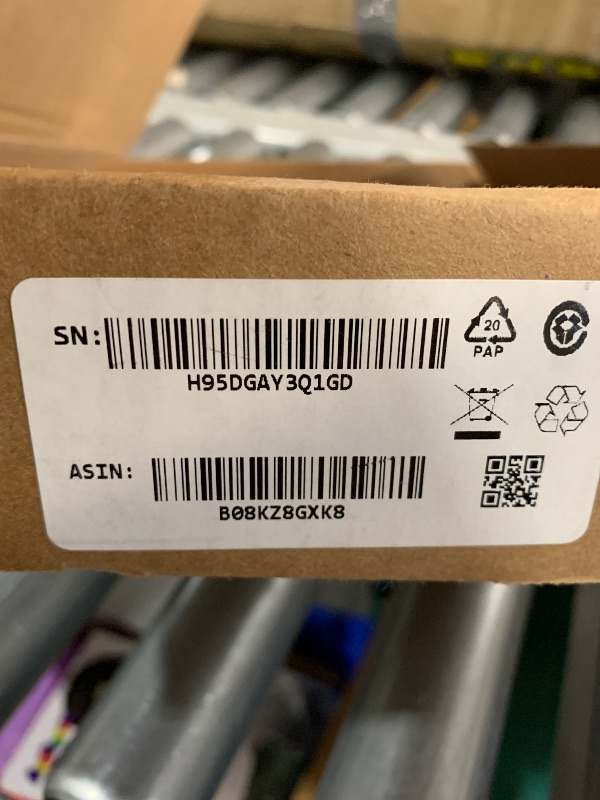 SN:
H95DGAY3Q1GD
20
PAP
ASIN:
B08KZ8GXK8